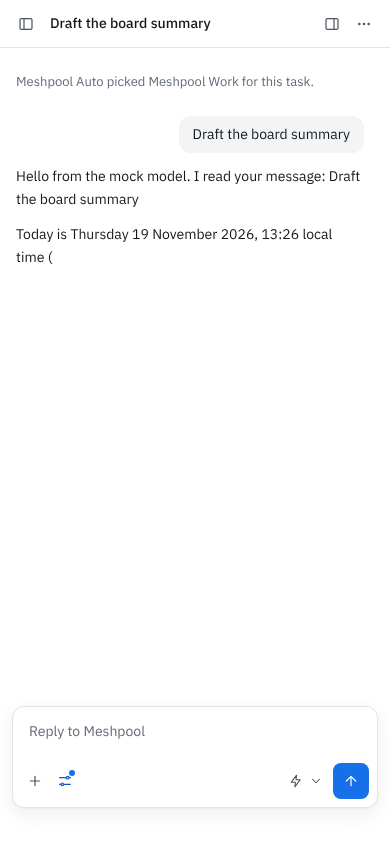 Draft the board summary
Meshpool Auto picked Meshpool Work for this task.
Draft the board summary
Hello from the mock model. I read your message: Draft
the board summary
Today is Thursday 19 November 2026, 13:26 local
time (
Reply to Meshpool